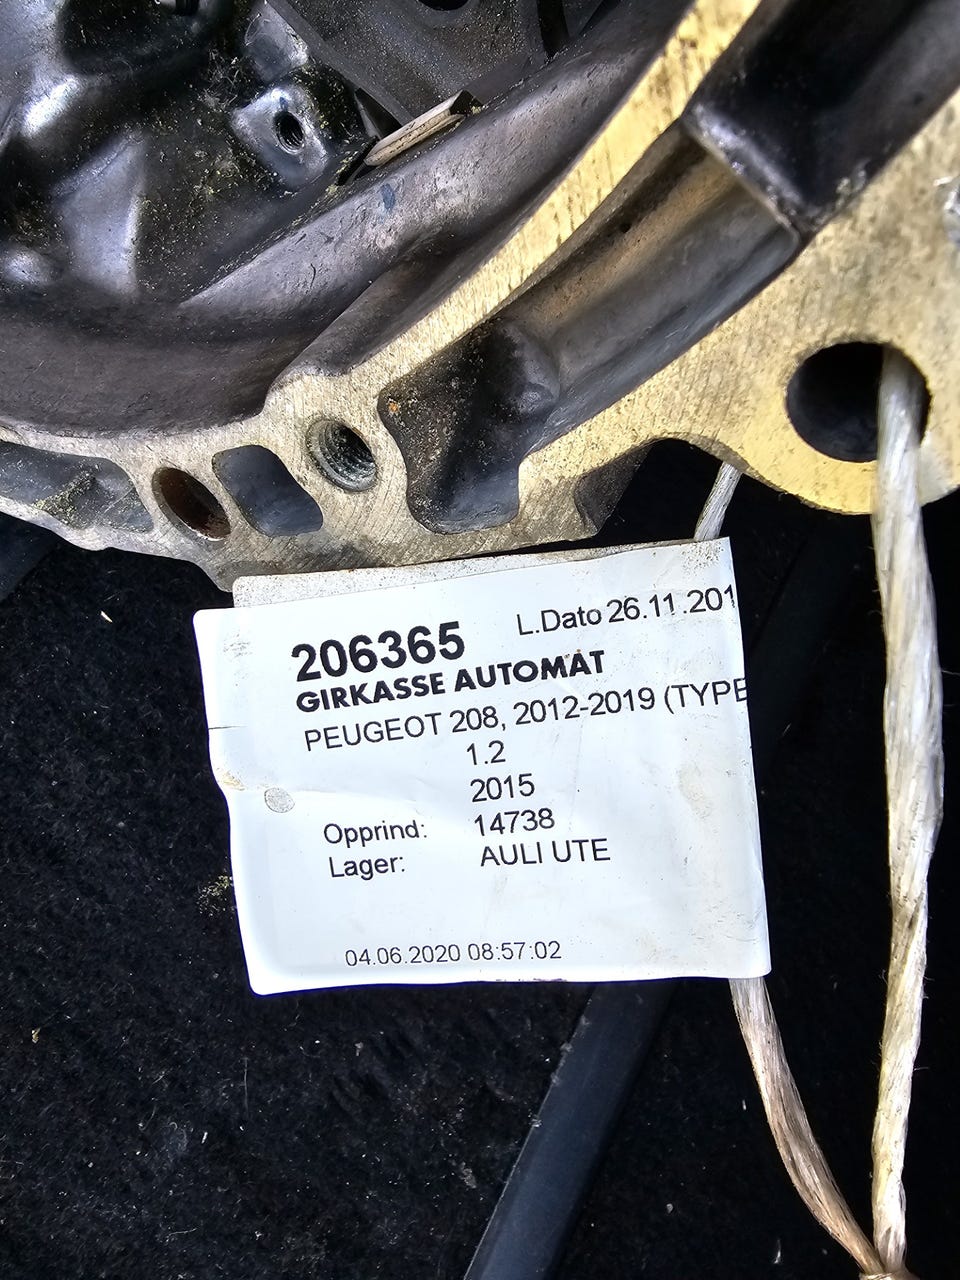 206365 L.Dato 26.11.201
GIRKASSE AUTOMAT
PEUGEOT 208, 2012-2019 (TYPE
1.2
2015
Opprind: 14738
Lager: AULI UTE
04.06.2020 08:57:02